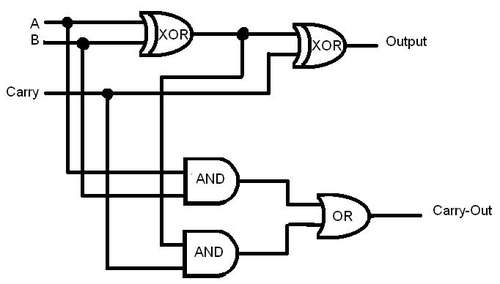 A
B
XOR
XOR
Output
Carry
AND
OR
Carry-Out
AND